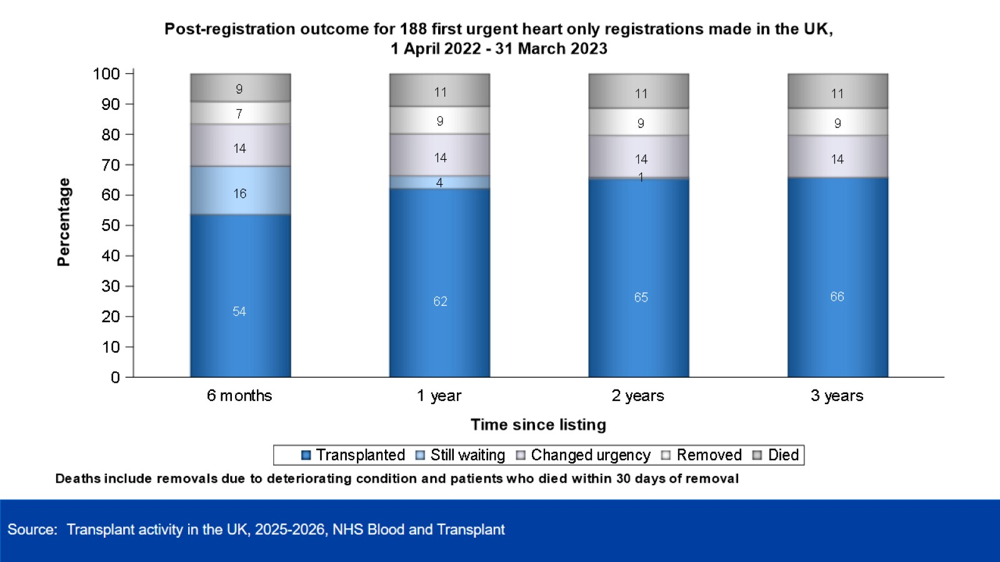 Post-registration outcome for 188 first urgent heart only registrations made in the UK,
1 April 2022 - 31 March 2023
Percentage
100
90
80
70
60
50
40
30
20
10
0
9
7
14
16
54
11
9
14
4
62
11
9
14
1
65
11
9
14
66
6 months
1 year
2 years
3 years
Time since listing
Transplanted Still waiting Changed urgency Removed Died
Deaths include removals due to deteriorating condition and patients who died within 30 days of removal
Source: Transplant activity in the UK, 2025-2026, NHS Blood and Transplant